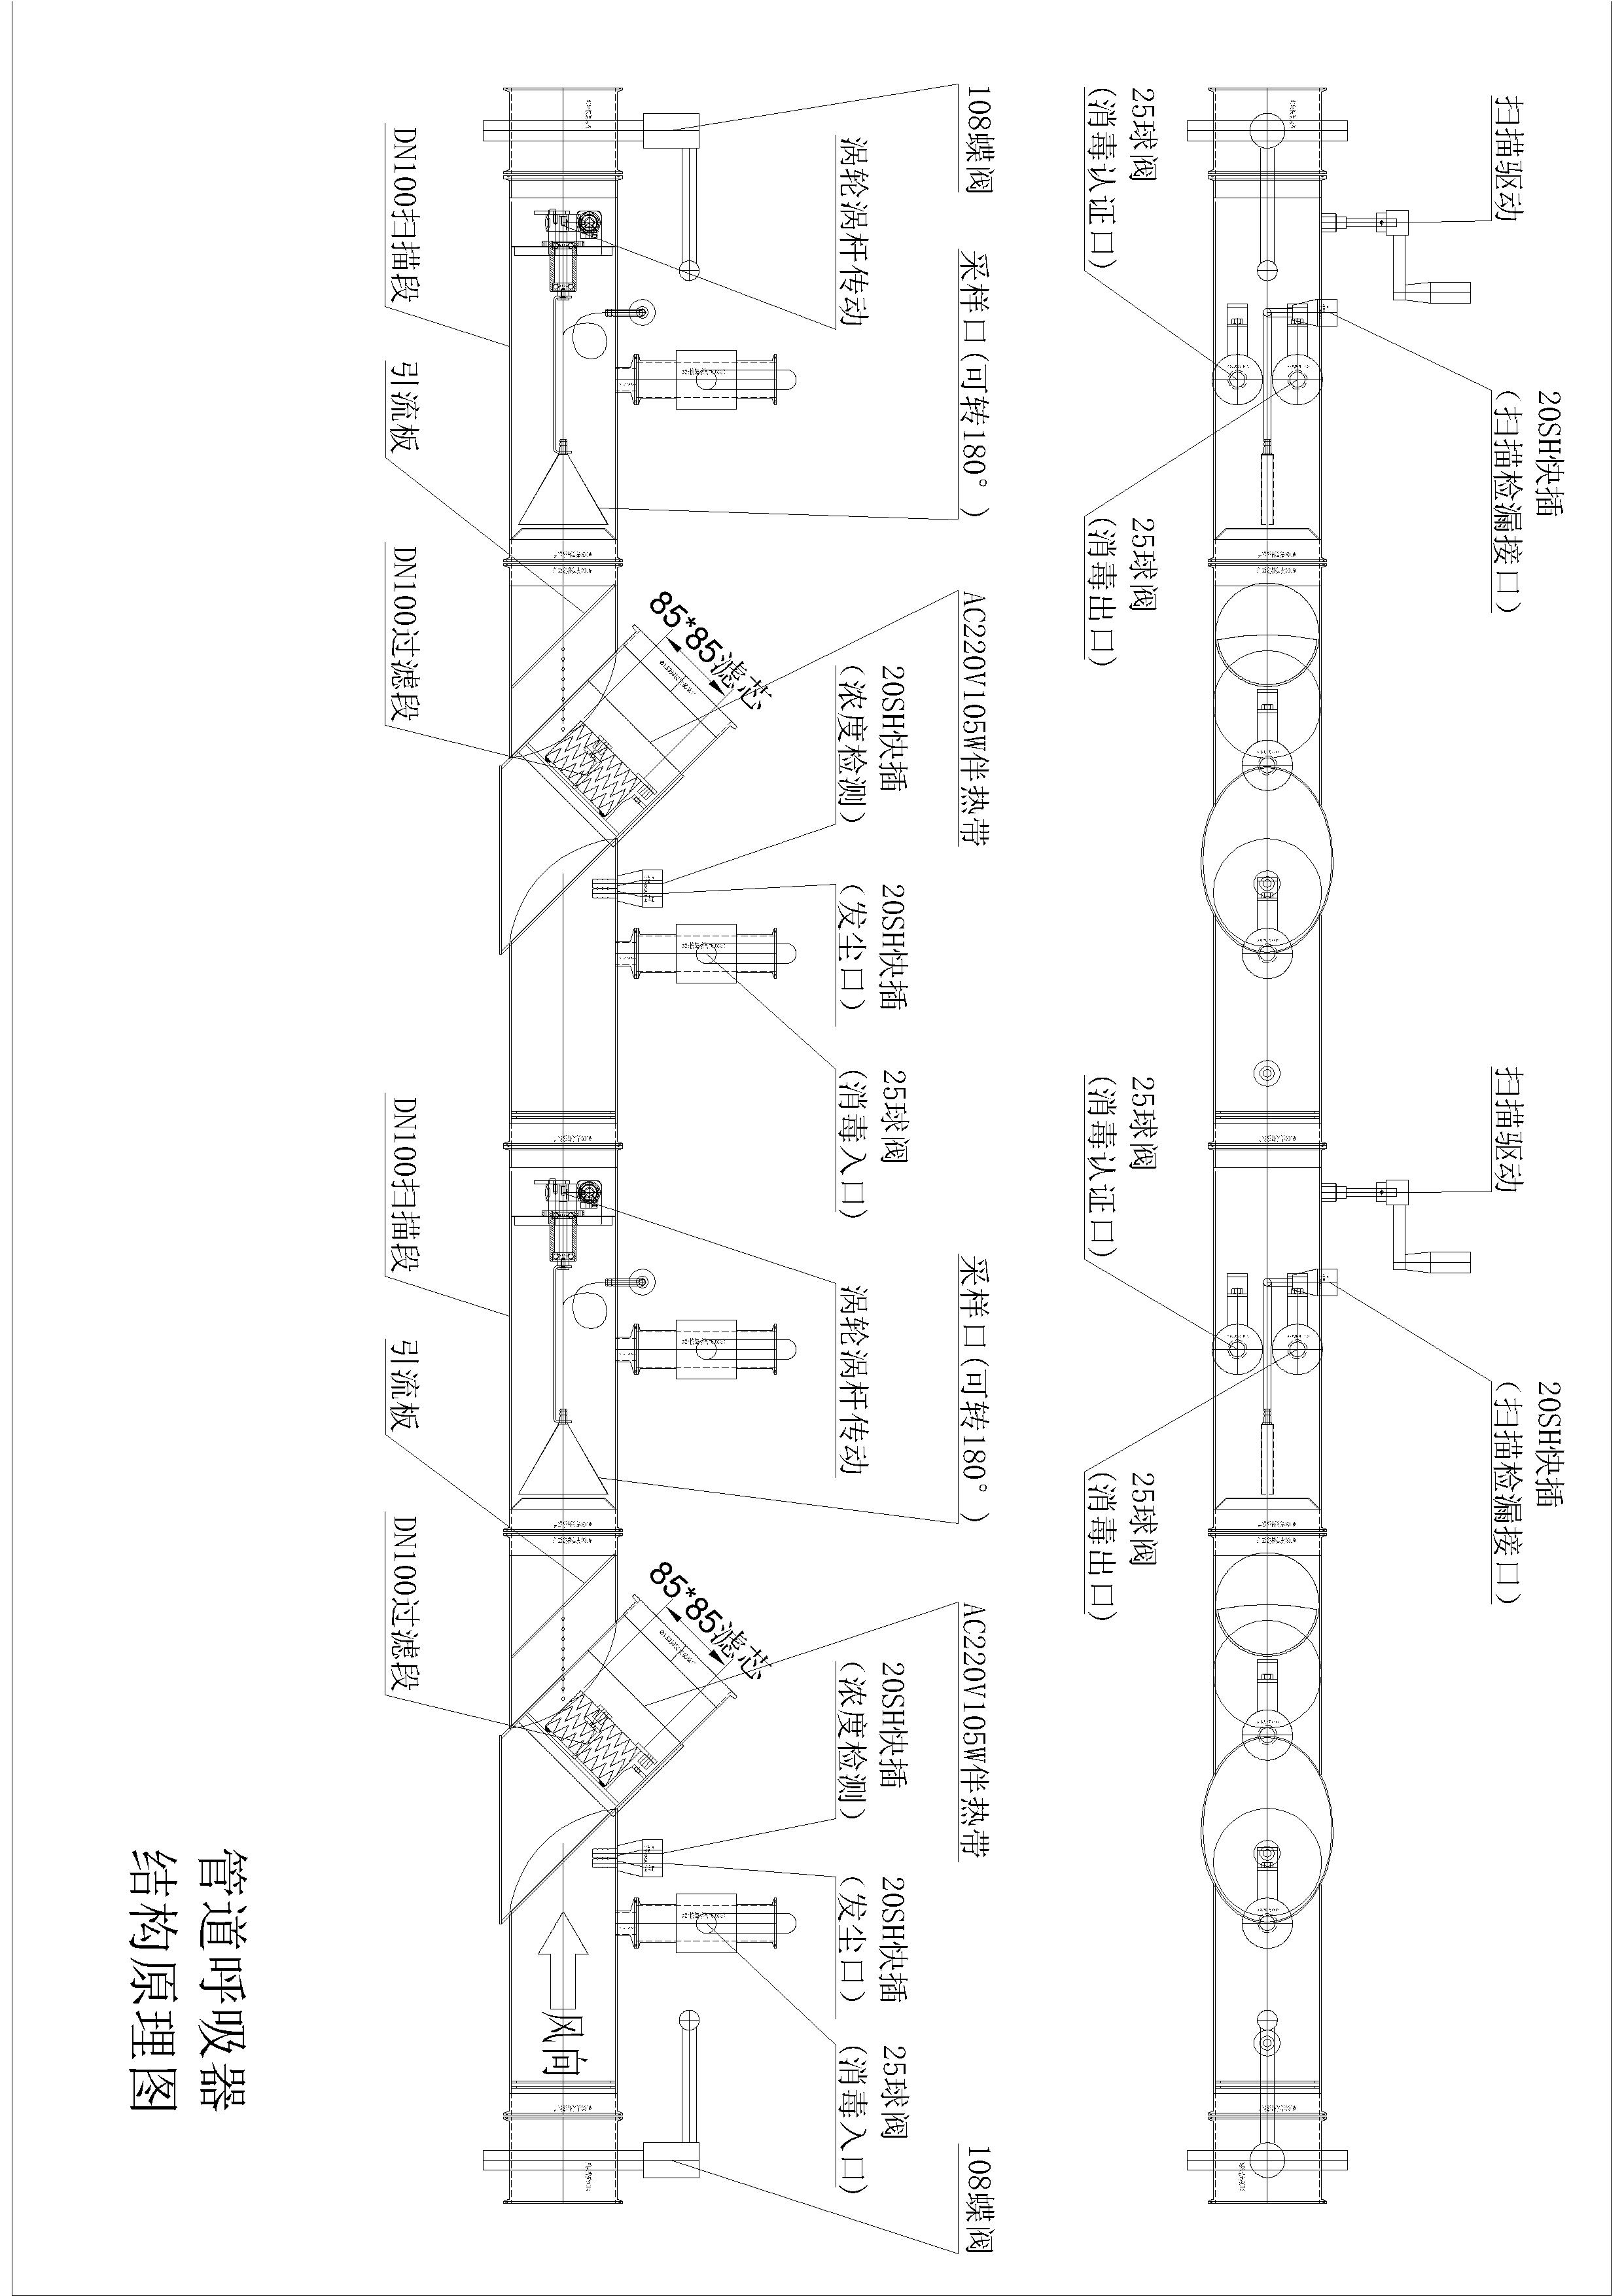 扫描驱动
20SH快插
(扫描检漏接口)
扫描驱动
20SH快插
(扫描检漏接口)
25球阀
(消毒认证口)
25球阀
(消毒出口)
25球阀
(消毒认证口)
25球阀
(消毒出口)
108蝶阀
采样口(可转180°)
AC220V105W伴热带
采样口(可转180°)
AC220V105W伴热带
108蝶阀
涡轮涡杆传动
20SH快插
(浓度检测)
20SH快插
(发尘口)
25球阀
(消毒入口)
涡轮涡杆传动
20SH快插
(浓度检测)
20SH快插
(发尘口)
25球阀
(消毒入口)
85*85滤芯
85*85滤芯
风向
DN100扫描段
引流板
DN100过滤段
DN100扫描段
引流板
DN100过滤段
管道呼吸器
结构原理图